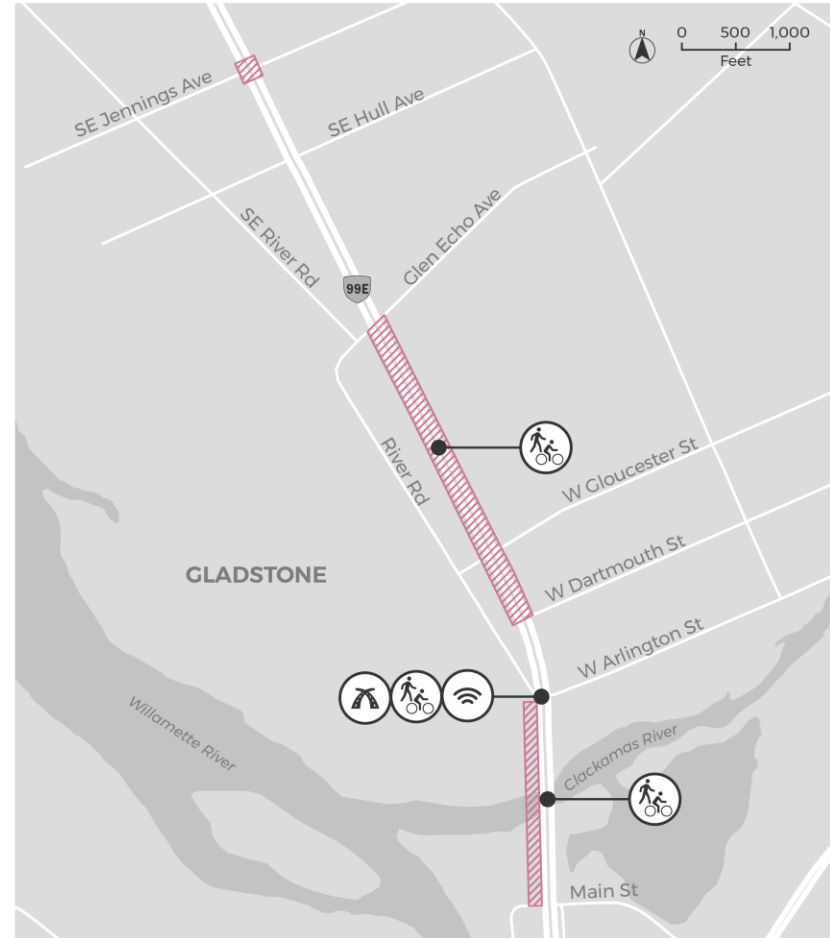 N
0 500 1,000
Feet
SE Jennings Ave
SE Hull Ave
SE River Rd
Glen Echo Ave
99E
River Rd
W Gloucester St
GLADSTONE
W Dartmouth St
W Arlington St
Willamette River
Clackamas River
Main St